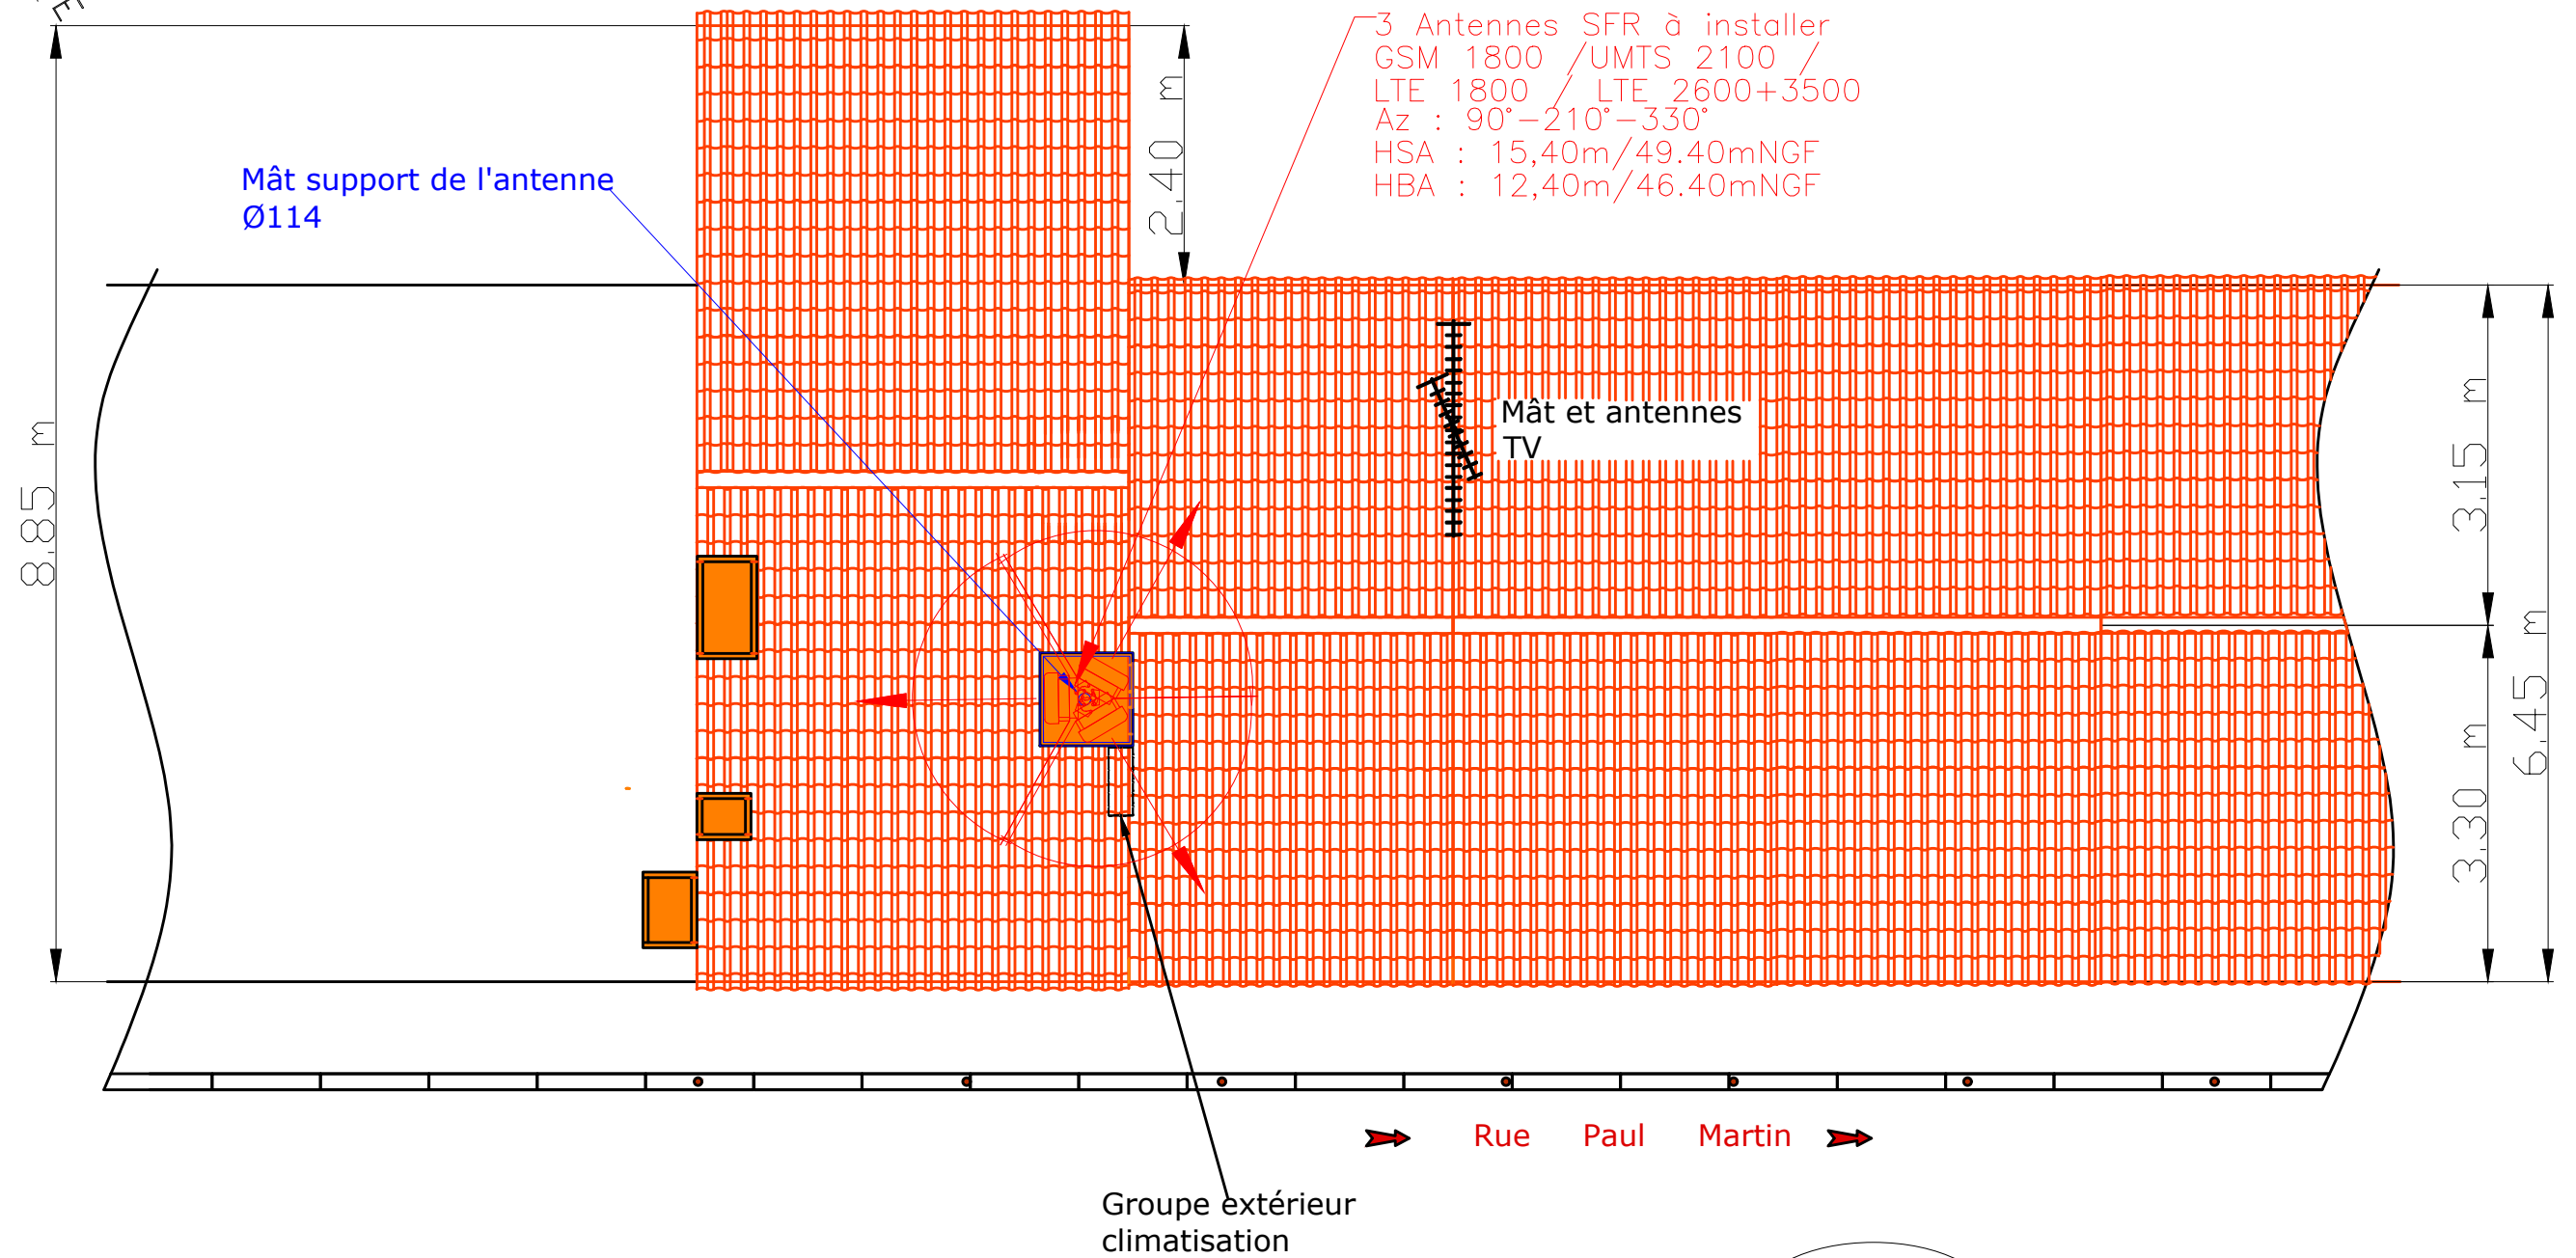 3 Antennes SFR à installer
GSM 1800 /UMTS 2100 /
LTE 1800 / LTE 2600+3500
Az : 90°-210°-330°
HSA : 15,40m/49.40mNGF
HBA : 12,40m/46.40mNGF
2.40 m
Mât support de l'antenne
Ø114
Mât et antennes
TV
8.85 m
3.15 m
6.45 m
3.30 m
Rue Paul Martin
Groupe extérieur
climatisation